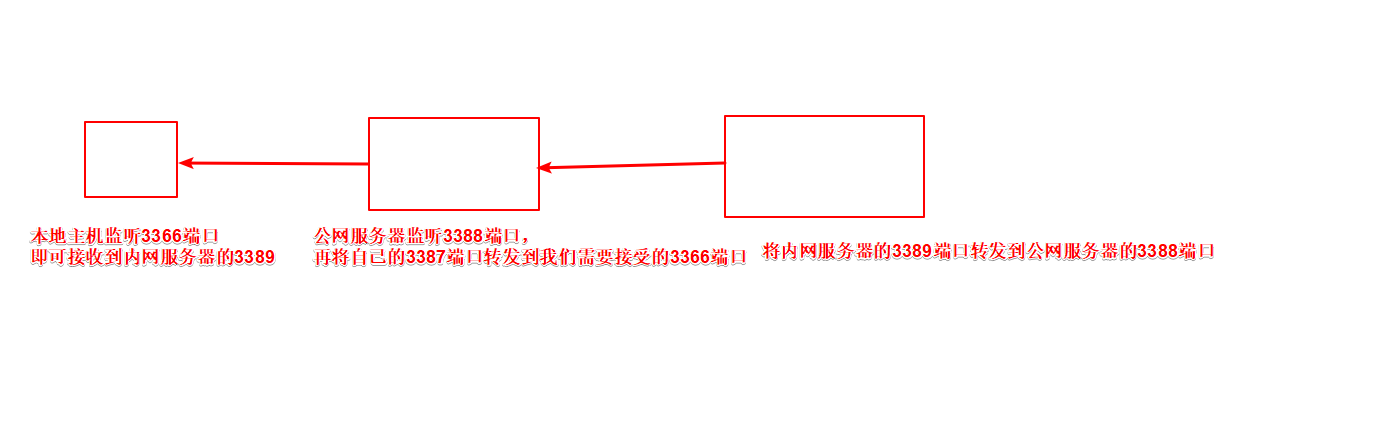 本地主机监听3366端口
即可接收到内网服务器的3389
公网服务器监听3388端口，
再将自己的3387端口转发到我们需要接受的3366端口
将内网服务器的3389端口转发到公网服务器的3388端口